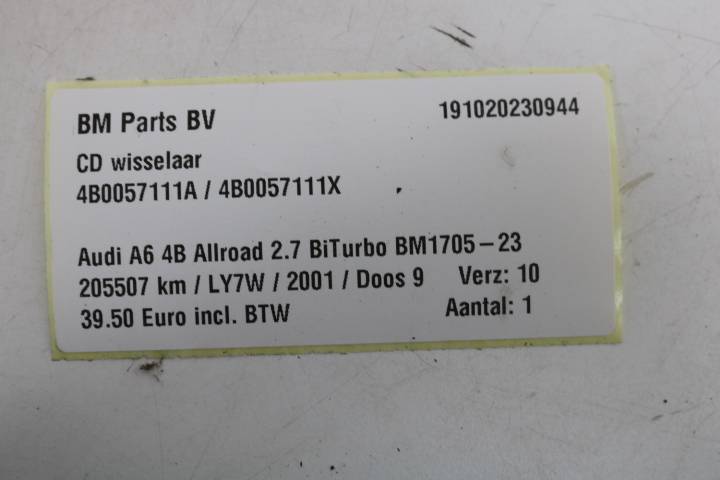 BM Parts BV 191020230944
CD wisselaar
4B0057111A / 4B0057111X
Audi A6 4B Allroad 2.7 BiTurbo BM1705-23
205507 km / LY7W / 2001 / Doos 9 Verz: 10
39.50 Euro incl. BTW Aantal: 1